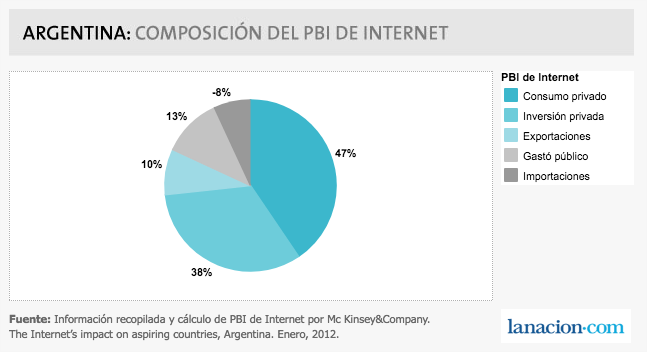 ARGENTINA: COMPOSICIÓN DEL PBI DE INTERNET
PBI de Internet
Consumo privado
Inversión privada
Exportaciones
Gastó público
Importaciones
-8%
13%
47%
10%
38%
Fuente: Información recopilada y cálculo de PBI de Internet por Mc Kinsey&Company.
The Internet's impact on aspiring countries, Argentina. Enero, 2012.
lanacion.com